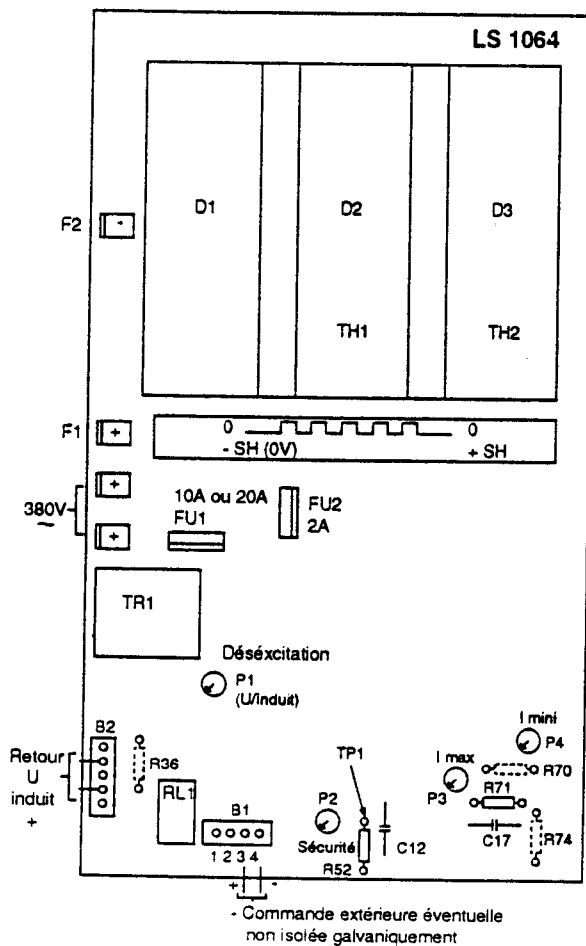 LS 1064
D1 D2 D3
F2 -
TH1 TH2
F1 + 0 0
- SH (0V) + SH
+
380V 10A ou 20A FU2
~ FU1 2A
+
TR1
Déséxcitation
P1
(U/Induit)
B2
I mini
P4
Retour
U
induit
+
R36
TP1
I max
R70
RL1
P3
R71
B1
P2
Sécurité
C12
C17
R74
1 2 3 4
R52
+ -
- Commande extérieure éventuelle
non isolée galvaniquement